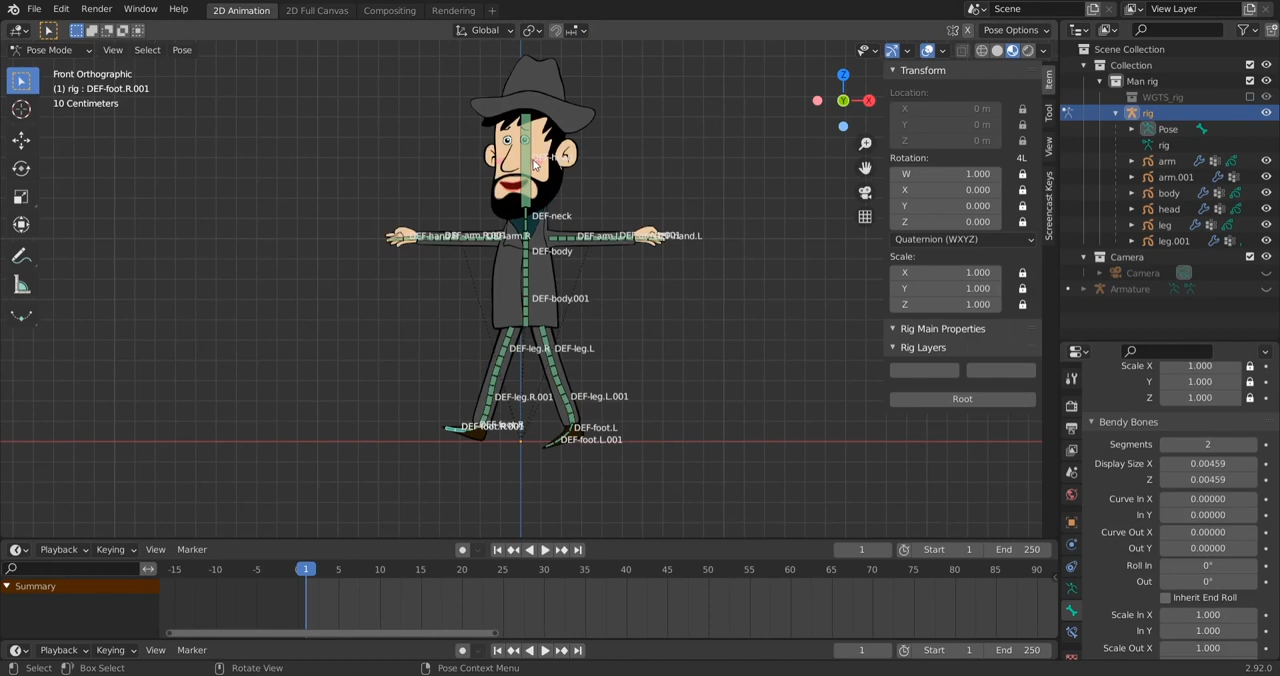 File Edit Render Window Help 2D Animation 2D Full Canvas Compositing Rendering + Scene View Layer
Global Pose Options
Pose Mode View Select Pose
Front Orthographic
(1) rig : DEF-foot.R.001
10 Centimeters
DEF-neck
DEF-body
DEF-body.001
DEF-leg.R DEF-leg.L
DEF-leg.R.001 DEF-leg.L.001
DEF-foot.R.001 DEF-foot.L
DEF-foot.L.001
Z
Y X
Transform
Location:
X 0 m
Y 0 m
Z 0 m
Rotation: 4L
W 1.000
X 0.000
Y 0.000
Z 0.000
Quaternion (WXYZ)
Scale:
X 1.000
Y 1.000
Z 1.000
Rig Main Properties
Rig Layers
Root
Item
Tool
View
Screencast Keys
Scene Collection
Collection
Man rig
WGTS_rig
rig
Pose
rig
arm
arm.001
body
head
leg
leg.001
Camera
Camera
Armature
Scale X 1.000
Y 1.000
Z 1.000
Bendy Bones
Segments 2
Display Size X 0.00459
Z 0.00459
Curve In X 0.00000
In Y 0.00000
Curve Out X 0.00000
Out Y 0.00000
Roll In 0°
Out 0°
Inherit End Roll
Scale In X 1.000
In Y 1.000
Scale Out X 1.000
Playback Keying View Marker 1 Start 1 End 250
-15 -10 -5 1 5 10 15 20 25 30 35 40 45 50 55 60 65 70 75 80 85 90
Summary
Playback Keying View Marker 1 Start 1 End 250
Select Box Select Rotate View Pose Context Menu 2.92.0